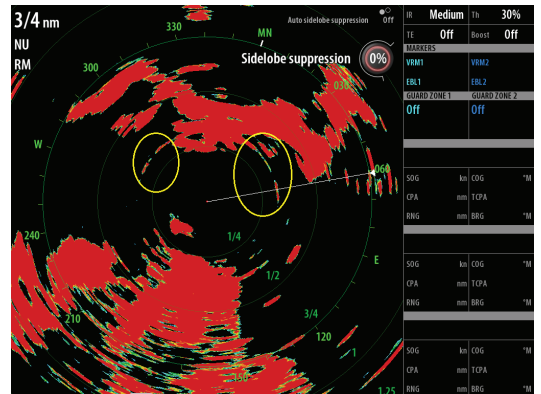 3/4 nm
NU
RM
330
MN
300
030
W
060
240
E
210
120
150
1/4
1/2
3/4
1
1.25
Auto sidelobe suppression Off
Sidelobe suppression 0%
IR Medium Th 30%
TE Off Boost Off
MARKERS
VRM1 VRM2
EBL1 EBL2
GUARD ZONE 1 GUARD ZONE 2
Off Off
SOG kn COG °M
CPA nm TCPA
RNG nm BRG °M
SOG kn COG °M
CPA nm TCPA
RNG nm BRG °M
SOG kn COG °M
CPA nm TCPA
RNG nm BRG °M